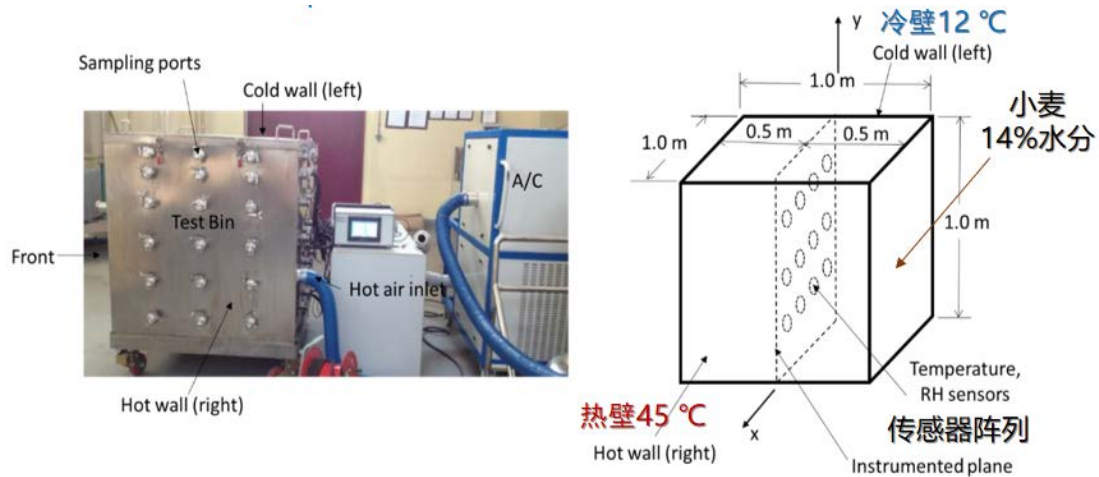 Sampling ports
Cold wall (left)
A/C
Test Bin
Front
Hot air inlet
Hot wall (right)
y
冷壁12 ℃
Cold wall (left)
1.0 m
小麦
14%水分
0.5 m
0.5 m
1.0 m
1.0 m
Temperature,
RH sensors
热壁45 ℃
传感器阵列
x
Hot wall (right)
Instrumented plane